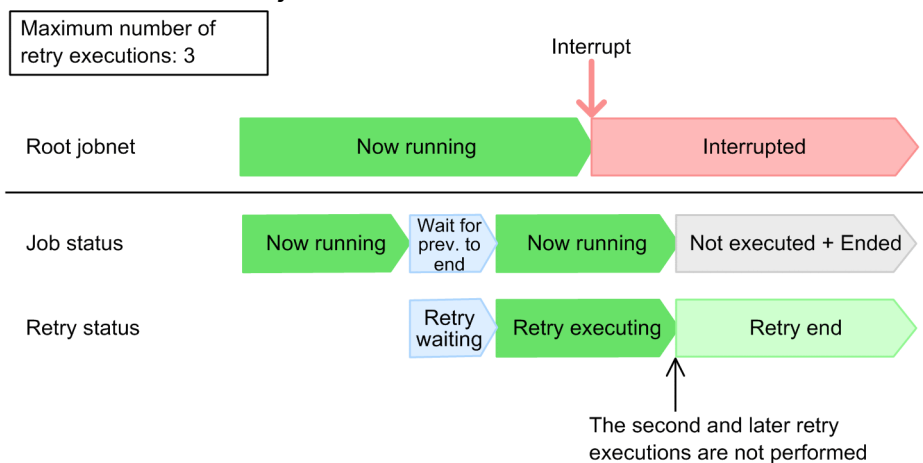 Maximum number of
retry executions: 3
Interrupt
Root jobnet
Now running
Interrupted
Job status
Now running
Wait for
prev. to
end
Now running
Not executed + Ended
Retry status
Retry
waiting
Retry executing
Retry end
The second and later retry
executions are not performed